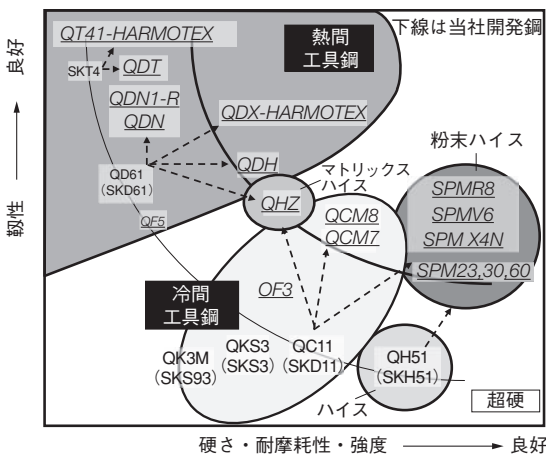 下線は当社開発鋼
QT41-HARMOTEX
熱間
工具鋼
SKT4
QDT
QDN1-R
QDN
QDX-HARMOTEX
粉末ハイス
QDH
マトリックス
ハイス
QD61
(SKD61)
QHZ
SPMR8
SPMV6
SPM X4N
QF5
QCM8
QCM7
SPM23,30,60
冷間
工具鋼
OF3
QK3M
(SKS93)
QKS3
(SKS3)
QC11
(SKD11)
QH51
(SKH51)
ハイス
超硬
良好
靱性
硬さ・耐摩耗性・強度
良好